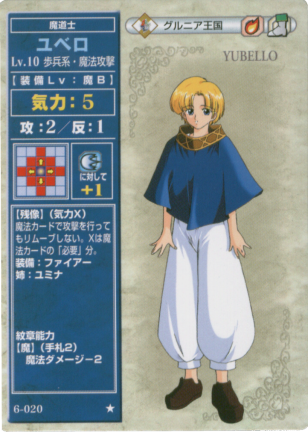 魔道士
ユベロ
Lv.10 歩兵系・魔法攻撃
【装備Lv：魔B】
気力：5
攻：2／反：1
に対して
+1
【残像】(気力X)
魔法カードで攻撃を行って
もリムーブしない。Xは魔
法カードの「必要」分。
装備：ファイアー
姉：ユミナ
紋章能力
【魔】(手札2)
魔法ダメージ−2
6-020 ★
グルニア王国
YUBELLO